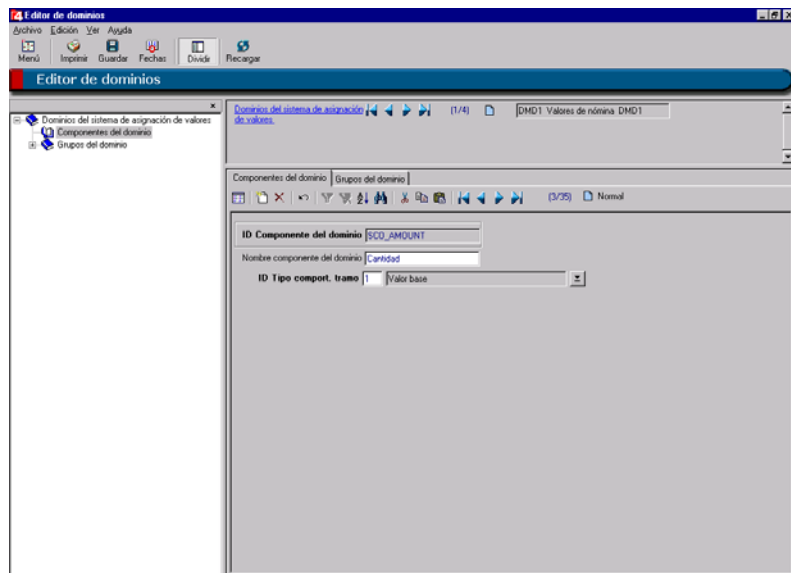 Editor de dominios
Archivo Edición Ver Ayuda
Menú Imprimir Guardar Fechas Dividir Recargar
Editor de dominios
Dominios del sistema de asignación de valores
Componentes del dominio
Grupos del dominio
Dominios del sistema de asignación de valores. (1/4) DMD1 Valores de nómina DMD1
Componentes del dominio Grupos del dominio
(3/35) Normal
ID Componente del dominio SCO_AMOUNT
Nombre componente del dominio Cantidad
ID Tipo comport. tramo 1 Valor base